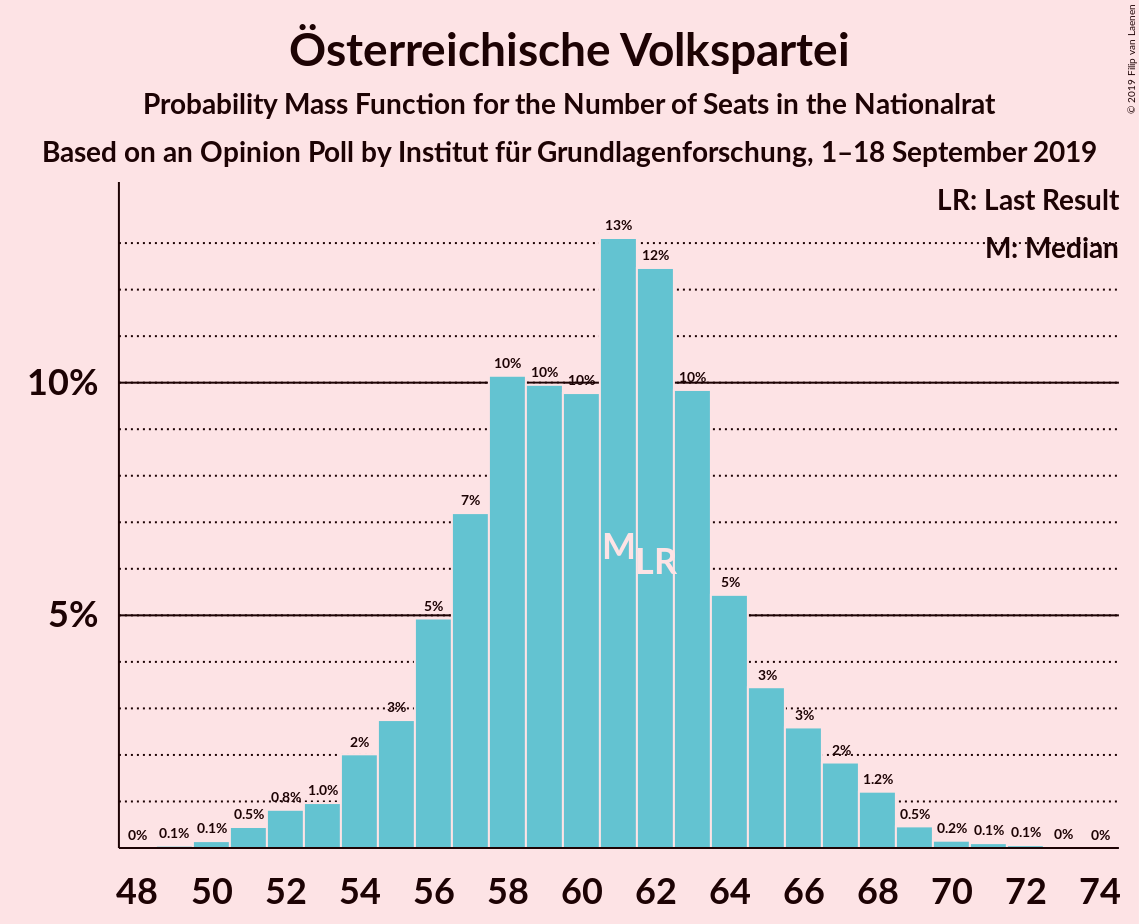 Österreichische Volkspartei
Probability Mass Function for the Number of Seats in the Nationalrat
Based on an Opinion Poll by Institut für Grundlagenforschung, 1–18 September 2019
© 2019 Filip van Laenen
LR: Last Result
M: Median
10%
5%
0% 0.1% 0.1% 0.5% 0.8% 1.0% 2% 3% 5% 7% 10% 10% 10% 13% 12% 10% 5% 3% 3% 2% 1.2% 0.5% 0.2% 0.1% 0.1% 0% 0%
M LR
48 50 52 54 56 58 60 62 64 66 68 70 72 74